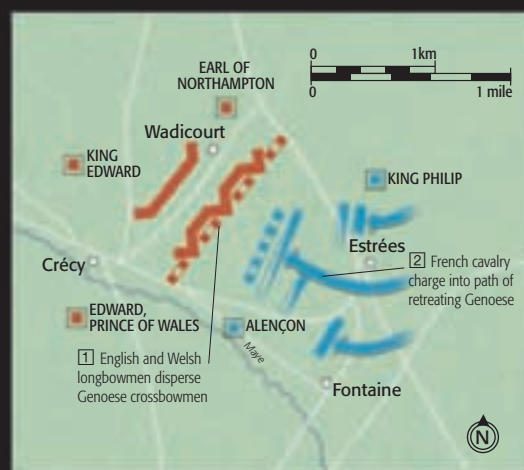 0 1km
0 1 mile
EARL OF
NORTHAMPTON
Wadicourt
KING
EDWARD
KING PHILIP
Estrées
Crécy
2 French cavalry
charge into path of
retreating Genoese
EDWARD,
PRINCE OF WALES
ALENÇON
Maye
1 English and Welsh
longbowmen disperse
Genoese crossbowmen
Fontaine
N